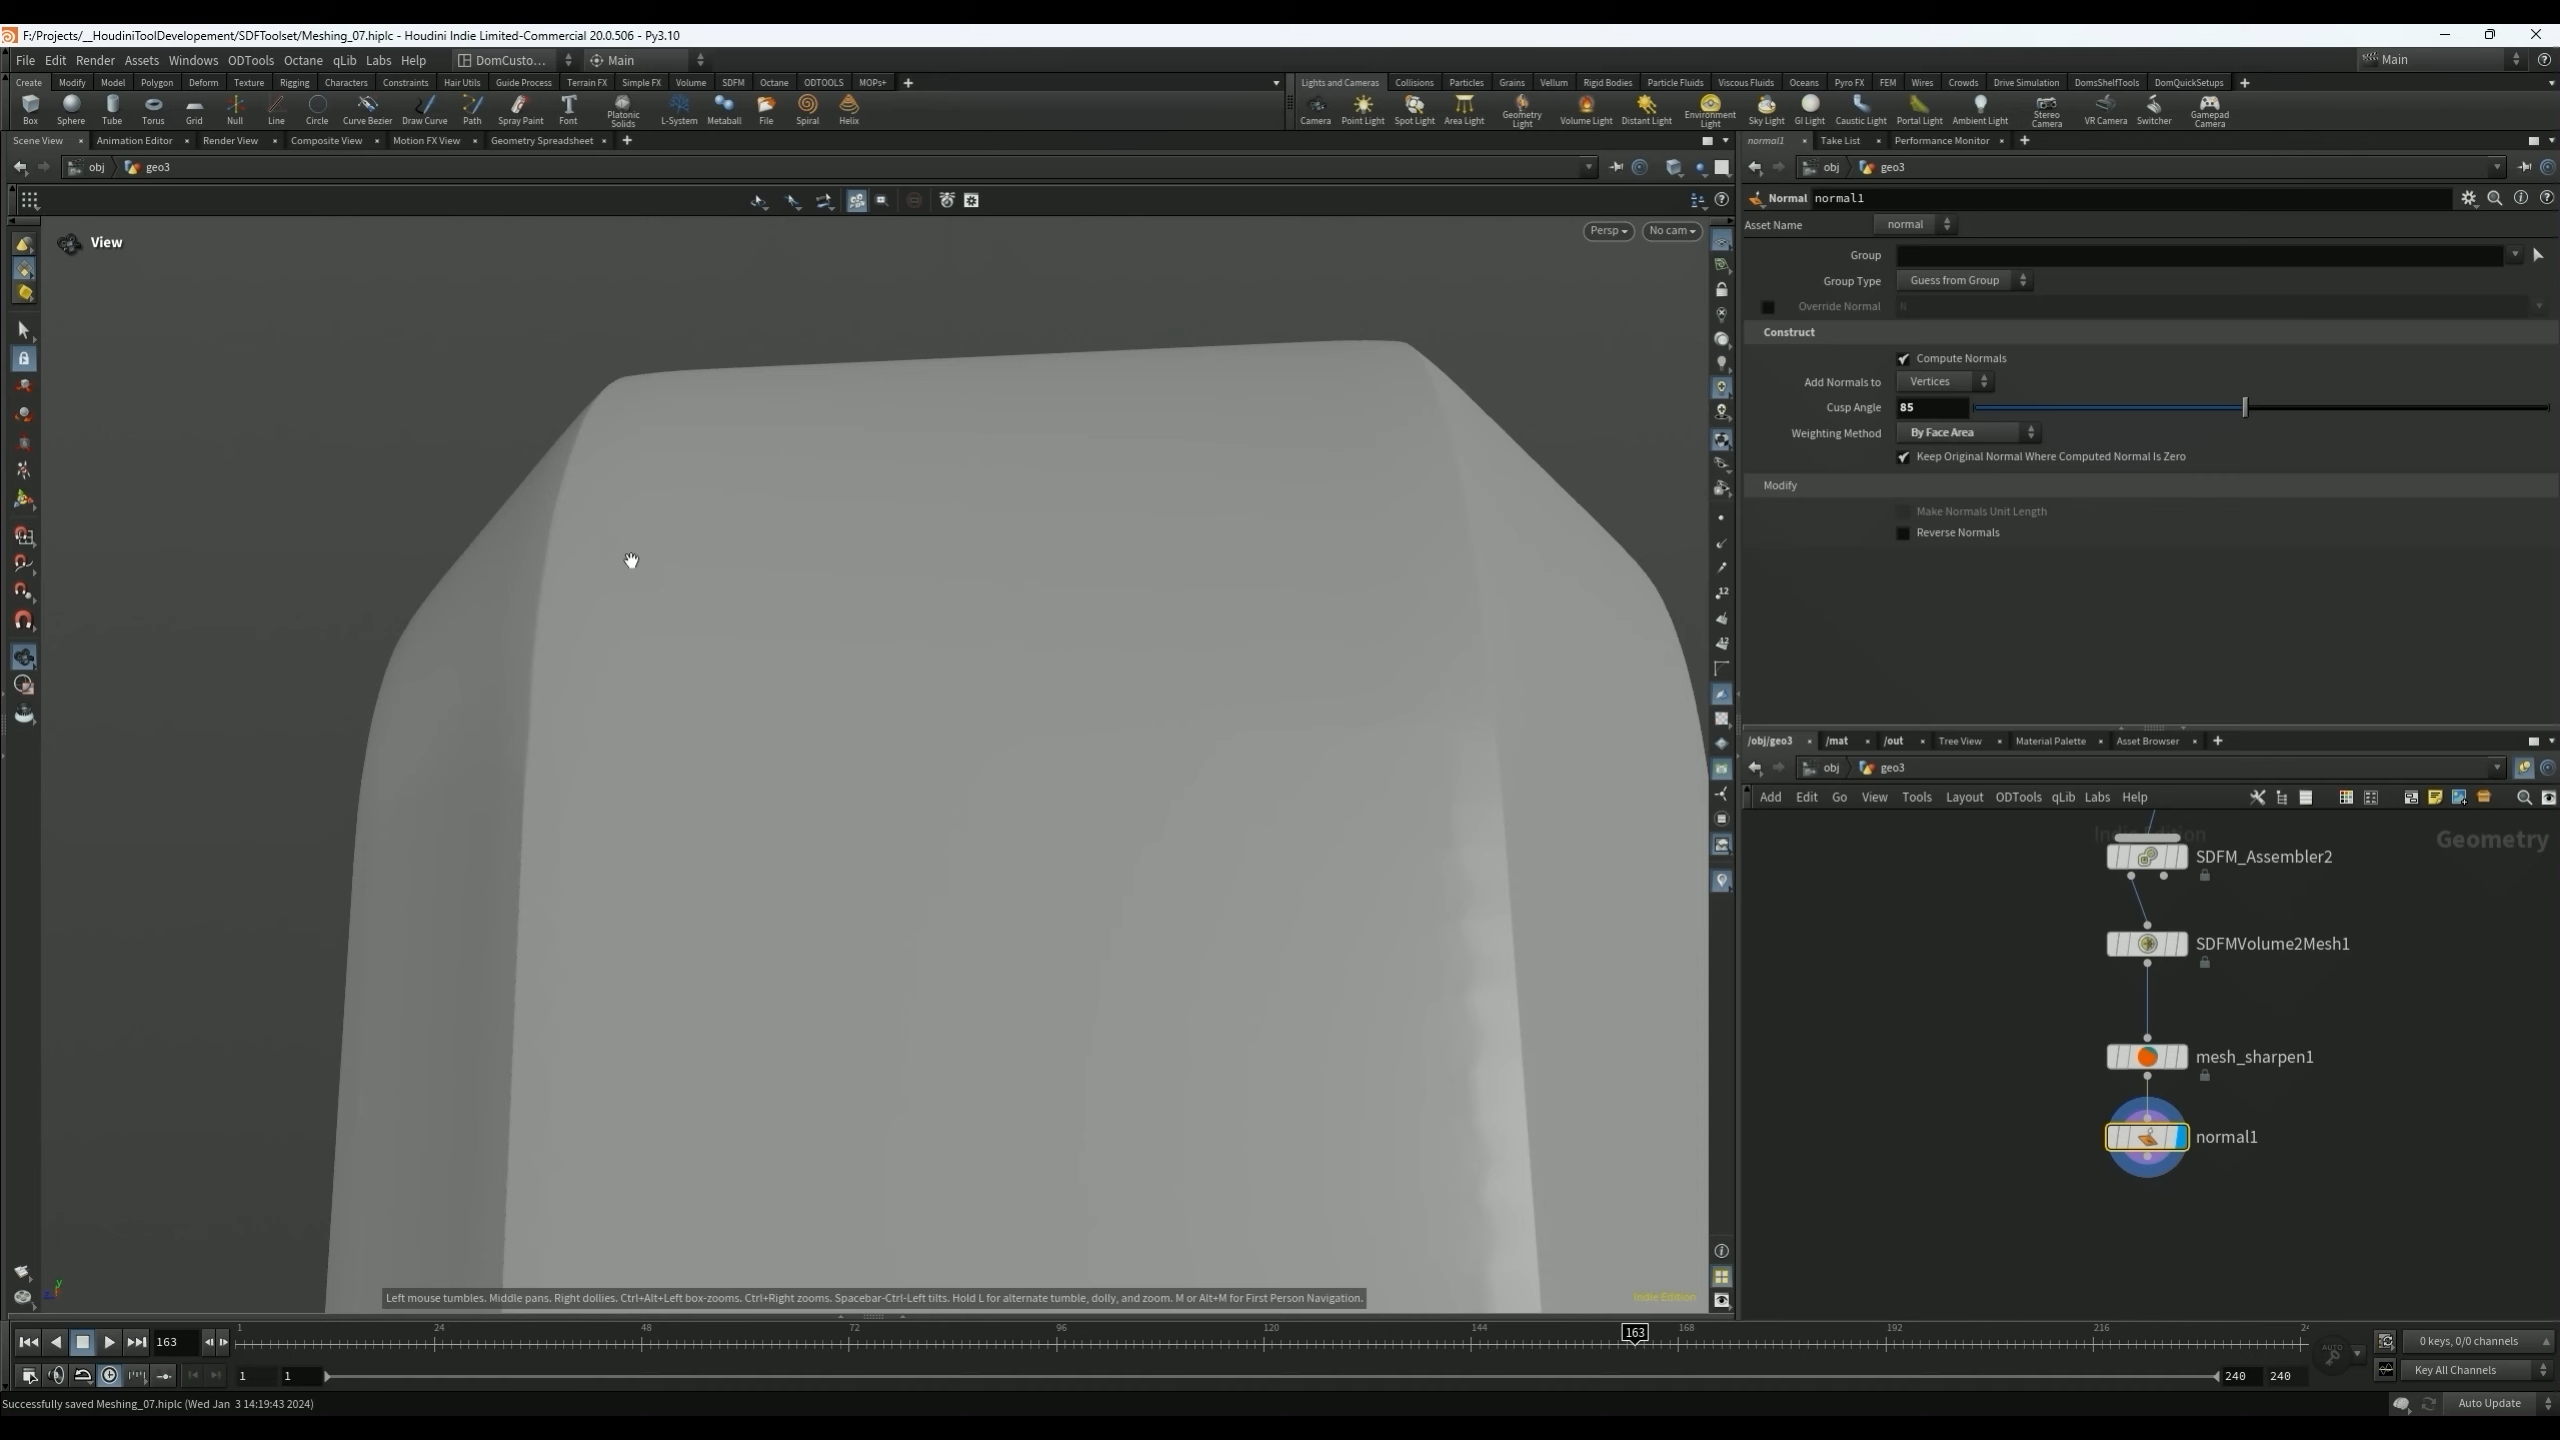 F:/Projects/__HoudiniToolDevelopement/SDFToolset/Meshing_07.hiplc - Houdini Indie Limited-Commercial 20.0.506 - Py3.10
File Edit Render Assets Windows ODTools Octane qLib Labs Help DomCusto... Main Main
Create Modify Model Polygon Deform Texture Rigging Characters Constraints Hair Utils Guide Process Terrain FX Simple FX Volume SDFM Octane ODTOOLS MOPs+
Lights and Cameras Collisions Particles Grains Vellum Rigid Bodies Particle Fluids Viscous Fluids Oceans Pyro FX FEM Wires Crowds Drive Simulation DomsShelfTools DomQuickSetups
Box Sphere Tube Torus Grid Null Line Circle Curve Bezier Draw Curve Path Spray Paint Font Platonic Solids L-System Metaball File Spiral Helix
Camera Point Light Spot Light Area Light Geometry Light Volume Light Distant Light Environment Light Sky Light GI Light Caustic Light Portal Light Ambient Light Stereo Camera VR Camera Switcher Gamepad Camera
Scene View Animation Editor Render View Composite View Motion FX View Geometry Spreadsheet
normal1 Take List Performance Monitor
obj geo3
obj geo3
Normal normal1
Asset Name normal
View
Persp No cam
Group
Group Type Guess from Group
Override Normal N
Construct
Compute Normals
Add Normals to Vertices
Cusp Angle 85
Weighting Method By Face Area
Keep Original Normal Where Computed Normal Is Zero
Modify
Make Normals Unit Length
Reverse Normals
/obj/geo3 /mat /out Tree View Material Palette Asset Browser
obj geo3
Add Edit Go View Tools Layout ODTools qLib Labs Help
Indie Edition
Geometry
SDFM_Assembler2
SDFMVolume2Mesh1
mesh_sharpen1
normal1
Left mouse tumbles. Middle pans. Right dollies. Ctrl+Alt+Left box-zooms. Ctrl+Right zooms. Spacebar-Ctrl-Left tilts. Hold L for alternate tumble, dolly, and zoom. M or Alt+M for First Person Navigation.
Indie Edition
163
1 24 48 72 96 120 144 163 168 192 216
0 keys, 0/0 channels
1 1 240 240
Key All Channels
Successfully saved Meshing_07.hiplc (Wed Jan 3 14:19:43 2024)
Auto Update